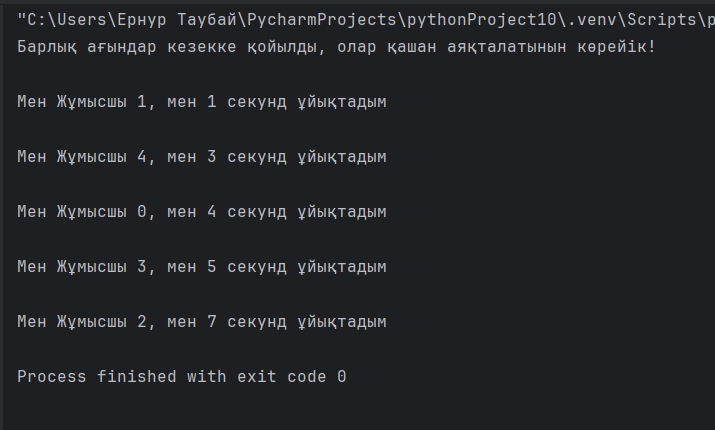 "C:\Users\Ернур Таубай\PycharmProjects\pythonProject10\.venv\Scripts\p
Барлық ағындар кезекке қойылды, олар қашан аяқталатынын көрейік!
Мен Жұмысшы 1, мен 1 секунд ұйықтадым
Мен Жұмысшы 4, мен 3 секунд ұйықтадым
Мен Жұмысшы 0, мен 4 секунд ұйықтадым
Мен Жұмысшы 3, мен 5 секунд ұйықтадым
Мен Жұмысшы 2, мен 7 секунд ұйықтадым
Process finished with exit code 0